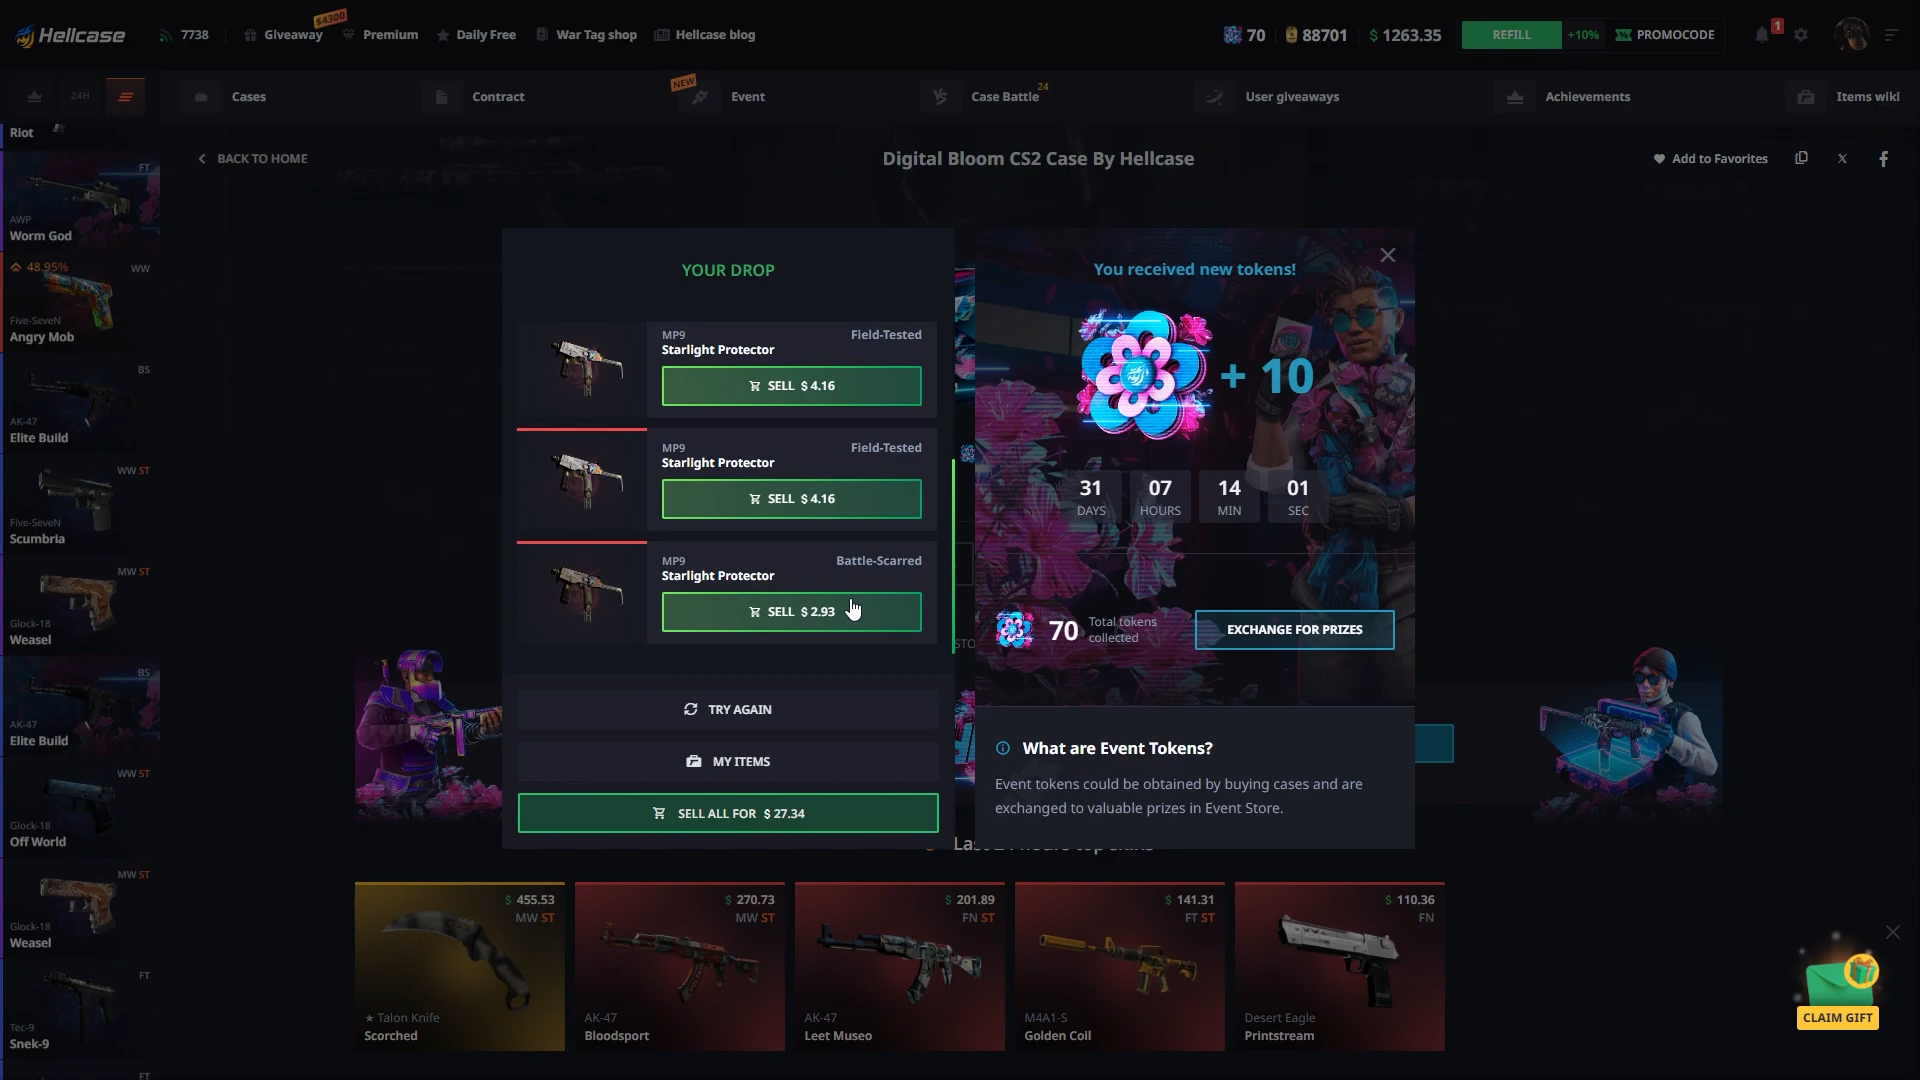 Hellcase
7738
Giveaway
$4300
Premium
Daily Free
War Tag shop
Hellcase blog
70
88701
$ 1263.35
REFILL
+10%
PROMOCODE
1
24H
Cases
Contract
NEW
Event
Case Battle
24
User giveaways
Achievements
Items wiki
BACK TO HOME
Digital Bloom CS2 Case By Hellcase
Add to Favorites
Riot
FT
AWP
Worm God
48.95%
WW
Five-SeveN
Angry Mob
BS
AK-47
Elite Build
WW ST
Five-SeveN
Scumbria
MW ST
Glock-18
Weasel
BS
AK-47
Elite Build
WW ST
Glock-18
Off World
MW ST
Glock-18
Weasel
FT
Tec-9
Snek-9
FT
YOUR DROP
MP9
Field-Tested
Starlight Protector
SELL $ 4.16
MP9
Field-Tested
Starlight Protector
SELL $ 4.16
MP9
Battle-Scarred
Starlight Protector
SELL $ 2.93
TRY AGAIN
MY ITEMS
SELL ALL FOR $ 27.34
You received new tokens!
+ 10
31
DAYS
07
HOURS
14
MIN
01
SEC
70
Total tokens
collected
EXCHANGE FOR PRIZES
What are Event Tokens?
Event tokens could be obtained by buying cases and are
exchanged to valuable prizes in Event Store.
$ 455.53
MW ST
★ Talon Knife
Scorched
$ 270.73
MW ST
AK-47
Bloodsport
$ 201.89
FN ST
AK-47
Leet Museo
$ 141.31
FT ST
M4A1-S
Golden Coil
$ 110.36
FN
Desert Eagle
Printstream
CLAIM GIFT